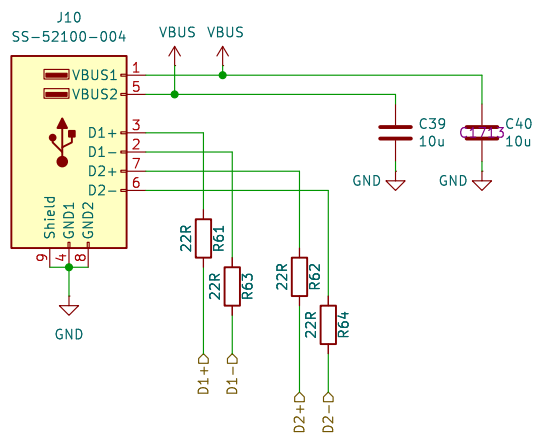 J10
SS-52100-004
VBUS
VBUS
VBUS1
1
VBUS2
5
D1+
3
D1-
2
D2+
7
D2-
6
Shield
GND1
GND2
9
4
8
GND
C39
10u
GND
C40
C1713
10u
GND
22R
R61
22R
R63
22R
R62
22R
R64
D1+
D1-
D2+
D2-